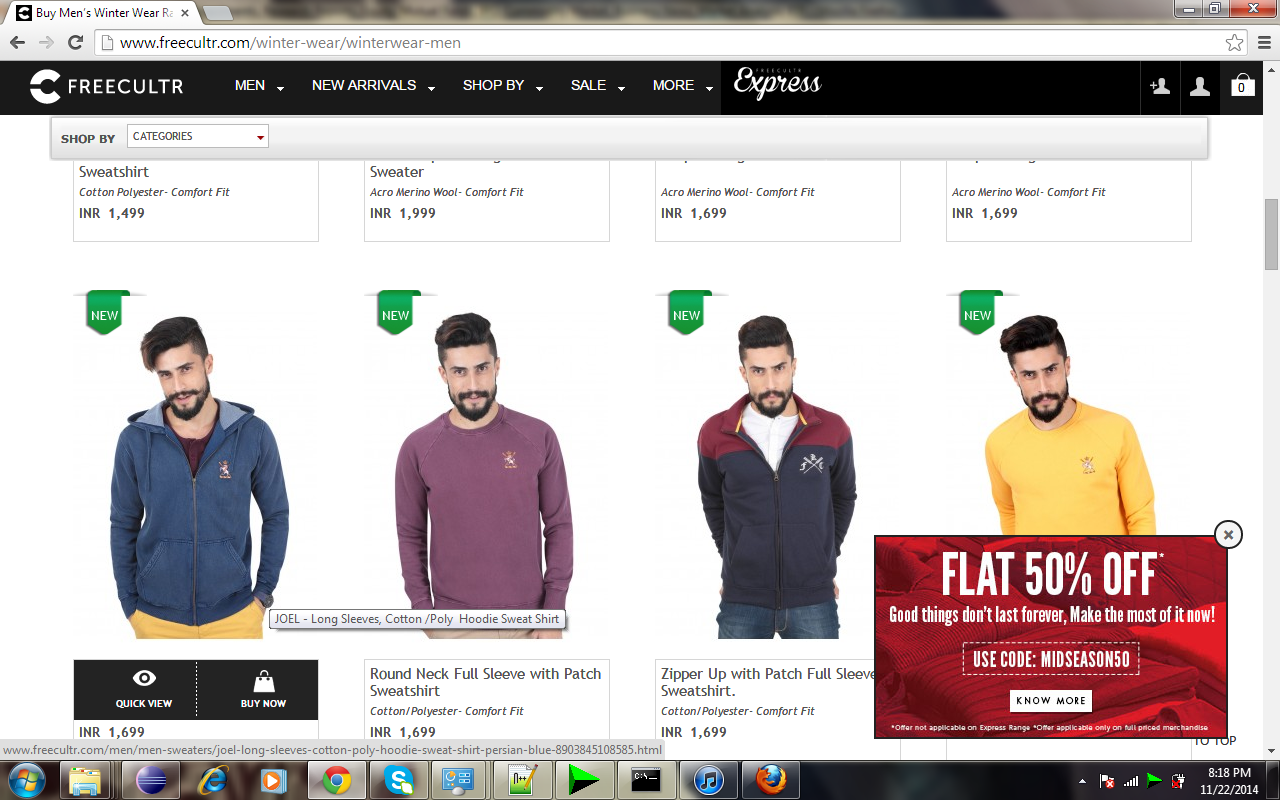 Buy Men's Winter Wear Ra
www.freecultr.com/winter-wear/winterwear-men
FREECULTR
MEN
NEW ARRIVALS
SHOP BY
SALE
MORE
FREECULTR
Express
0
SHOP BY
CATEGORIES
Sweatshirt
Cotton Polyester- Comfort Fit
INR 1,499
Sweater
Acro Merino Wool- Comfort Fit
INR 1,999
Acro Merino Wool- Comfort Fit
INR 1,699
Acro Merino Wool- Comfort Fit
INR 1,699
NEW
NEW
NEW
NEW
JOEL - Long Sleeves, Cotton /Poly Hoodie Sweat Shirt
QUICK VIEW
BUY NOW
INR 1,699
Round Neck Full Sleeve with Patch
Sweatshirt
Cotton/Polyester- Comfort Fit
INR 1,699
Zipper Up with Patch Full Sleeve
Sweatshirt.
Cotton/Polyester- Comfort Fit
INR 1,699
FLAT 50% OFF*
Good things don't last forever, Make the most of it now!
USE CODE: MIDSEASON50
KNOW MORE
*Offer not applicable on Express Range *Offer applicable only on full priced merchandise
TO TOP
www.freecultr.com/men/men-sweaters/joel-long-sleeves-cotton-poly-hoodie-sweat-shirt-persian-blue-8903845108585.html
8:18 PM
11/22/2014